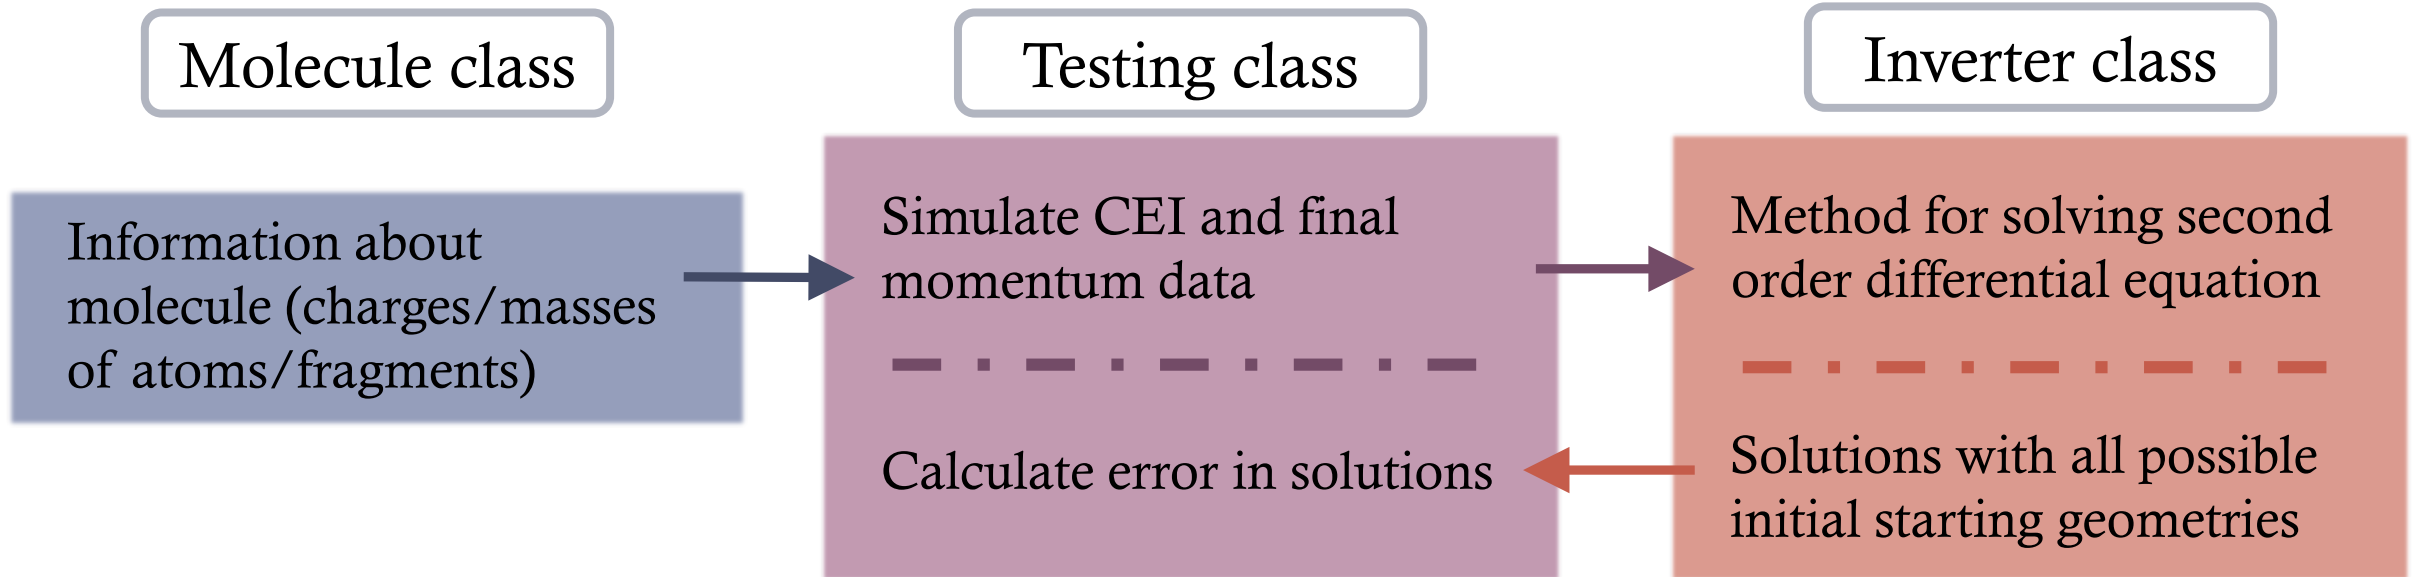 Molecule class
Information about
molecule (charges/masses
of atoms/fragments)
Testing class
Simulate CEI and final
momentum data
Calculate error in solutions
Inverter class
Method for solving second
order differential equation
Solutions with all possible
initial starting geometries